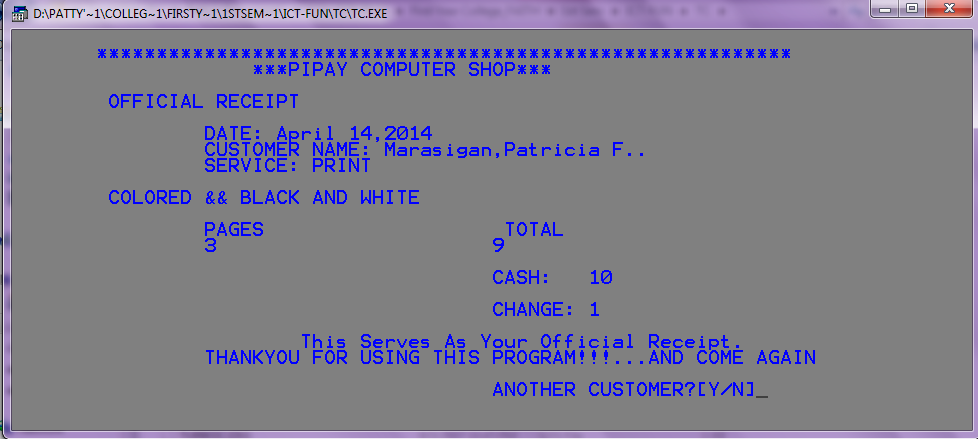 D:\PATTY'~1\COLLEG~1\FIRSTY~1\1STSEM~1\ICT-FUN\TC\TC.EXE
**********************************************************
***PIPAY COMPUTER SHOP***
OFFICIAL RECEIPT
DATE: April 14,2014
CUSTOMER NAME: Marasigan,Patricia F..
SERVICE: PRINT
COLORED && BLACK AND WHITE
PAGES TOTAL
3 9
CASH: 10
CHANGE: 1
This Serves As Your Official Receipt.
THANKYOU FOR USING THIS PROGRAM!!!...AND COME AGAIN
ANOTHER CUSTOMER?[Y/N]_